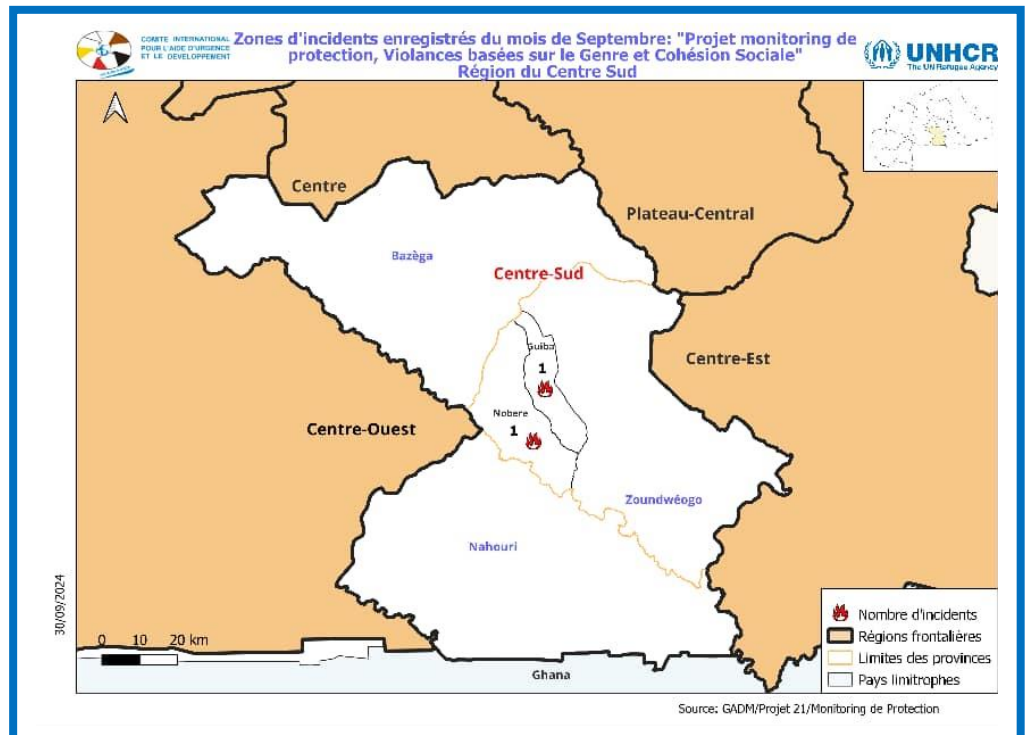 COMITE INTERNATIONAL
POUR L'AIDE D'URGENCE
ET LE DEVELOPPEMENT
Zones d'incidents enregistrés du mois de Septembre: "Projet monitoring de
protection, Violances basées sur le Genre et Cohésion Sociale"
Région du Centre Sud
UNHCR
The UN Refugee Agency
Centre
Plateau-Central
Bazèga
Centre-Sud
Guiba
1
Centre-Est
Nobere
1
Centre-Ouest
Zoundwéogo
Nahouri
30/09/2024
0 10 20 km
Ghana
Nombre d'incidents
Régions frontalières
Limites des provinces
Pays limitrophes
Source: GADM/Projet 21/Monitoring de Protection